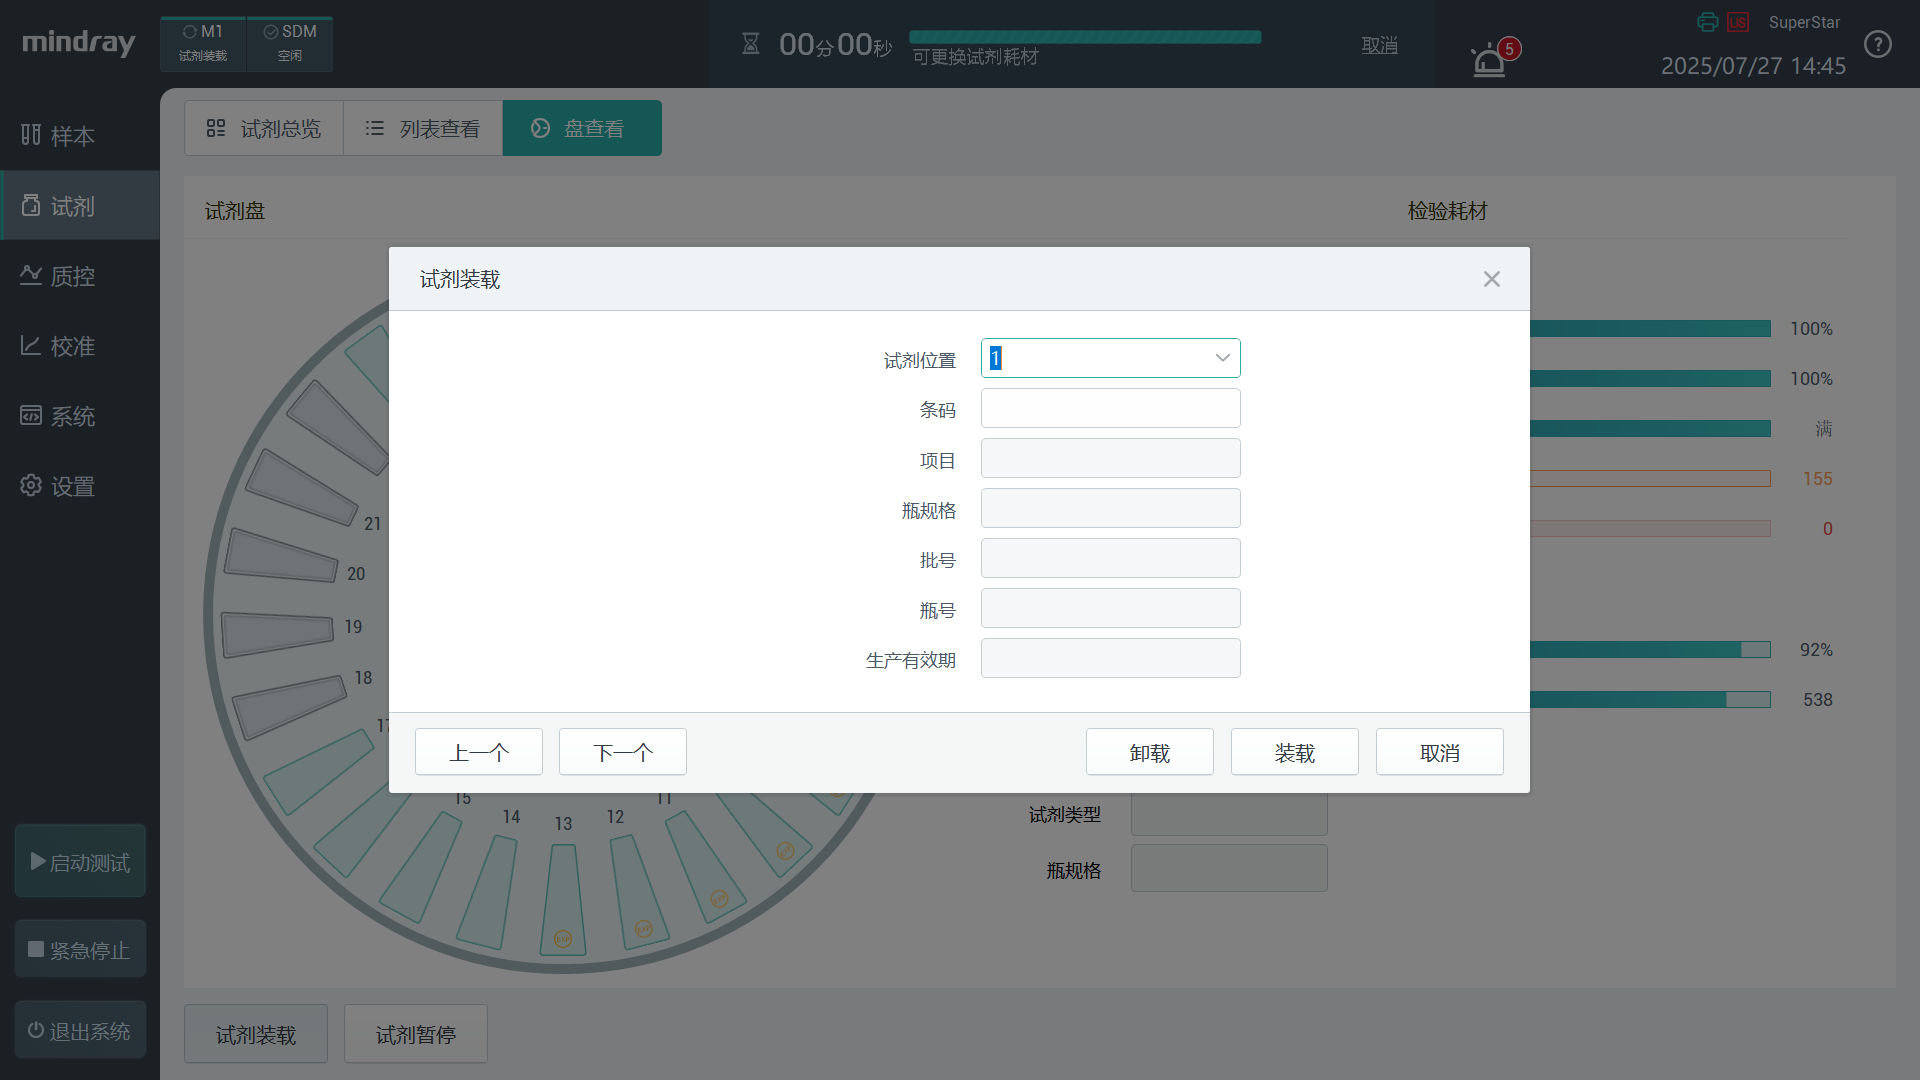 mindray
M1
试剂装载
SDM
空闲
00分00秒
可更换试剂耗材
取消
5
LIS
SuperStar
2025/07/27 14:45
?
样本
试剂
质控
校准
系统
设置
启动测试
紧急停止
退出系统
试剂总览
列表查看
盘查看
试剂盘
检验耗材
试剂装载
试剂位置
1
条码
项目
瓶规格
批号
瓶号
生产有效期
上一个
下一个
卸载
装载
取消
21
20
19
18
17
15
14
13
12
11
EXP
EXP
EXP
EXP
100%
100%
满
155
0
92%
538
试剂类型
瓶规格
试剂装载
试剂暂停